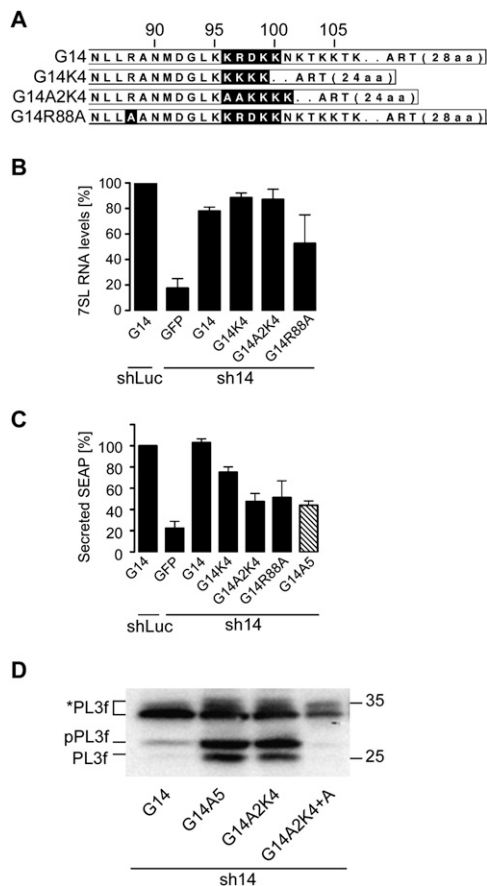 A
90 95 100 105
G14 NLLRANMDGLKKRDKKNKTKKTK..ART(28aa)
G14K4 NLLRANMDGLKKKKK..ART(24aa)
G14A2K4 NLLRANMDGLKAAKKKK..ART(24aa)
G14R88A NLLAANMDGLKKRDKKNKTKKTK..ART(28aa)
B
7SL RNA levels [%]
100
80
60
40
20
0
G14 GFP G14 G14K4 G14A2K4 G14R88A
shLuc sh14
C
Secreted SEAP [%]
100
80
60
40
20
0
G14 GFP G14 G14K4 G14A2K4 G14R88A G14A5
shLuc sh14
D
*PL3f 35
pPL3f
PL3f 25
G14 G14A5 G14A2K4 G14A2K4+A
sh14